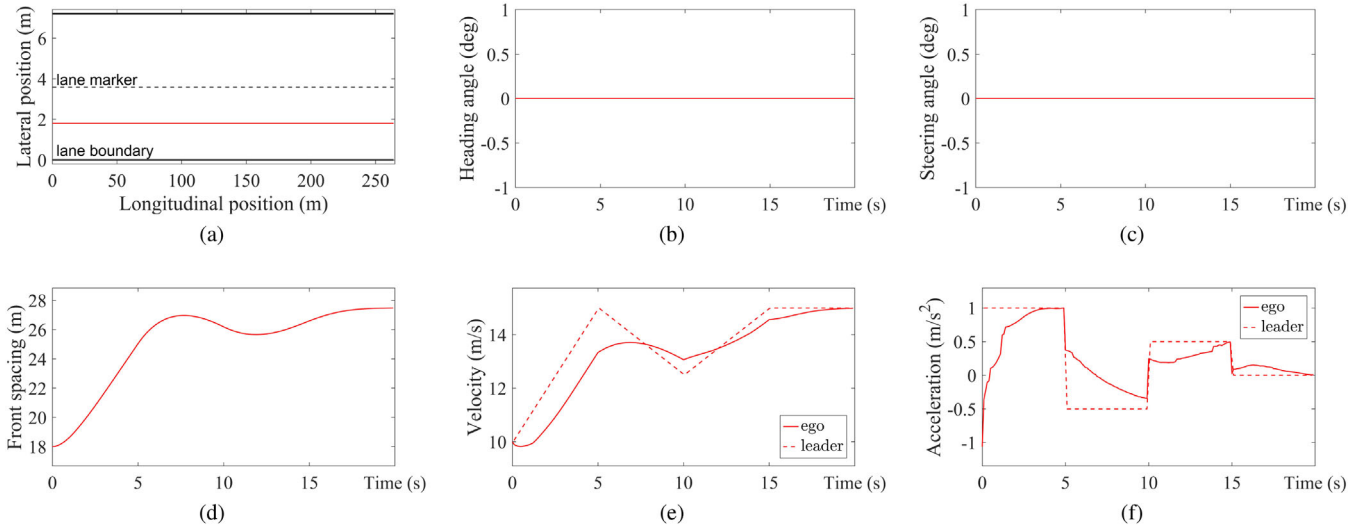 Lateral position (m)
6
4
2
0
lane marker
lane boundary
0 50 100 150 200 250
Longitudinal position (m)
(a)
Heading angle (deg)
1
0.5
0
-0.5
-1
0 5 10 15 Time (s)
(b)
Steering angle (deg)
1
0.5
0
-0.5
-1
0 5 10 15 Time (s)
(c)
Front spacing (m)
28
26
24
22
20
18
0 5 10 15 Time (s)
(d)
Velocity (m/s)
14
12
10
ego
leader
0 5 10 15 Time (s)
(e)
Acceleration (m/s²)
1
0.5
0
-0.5
-1
ego
leader
0 5 10 15 Time (s)
(f)